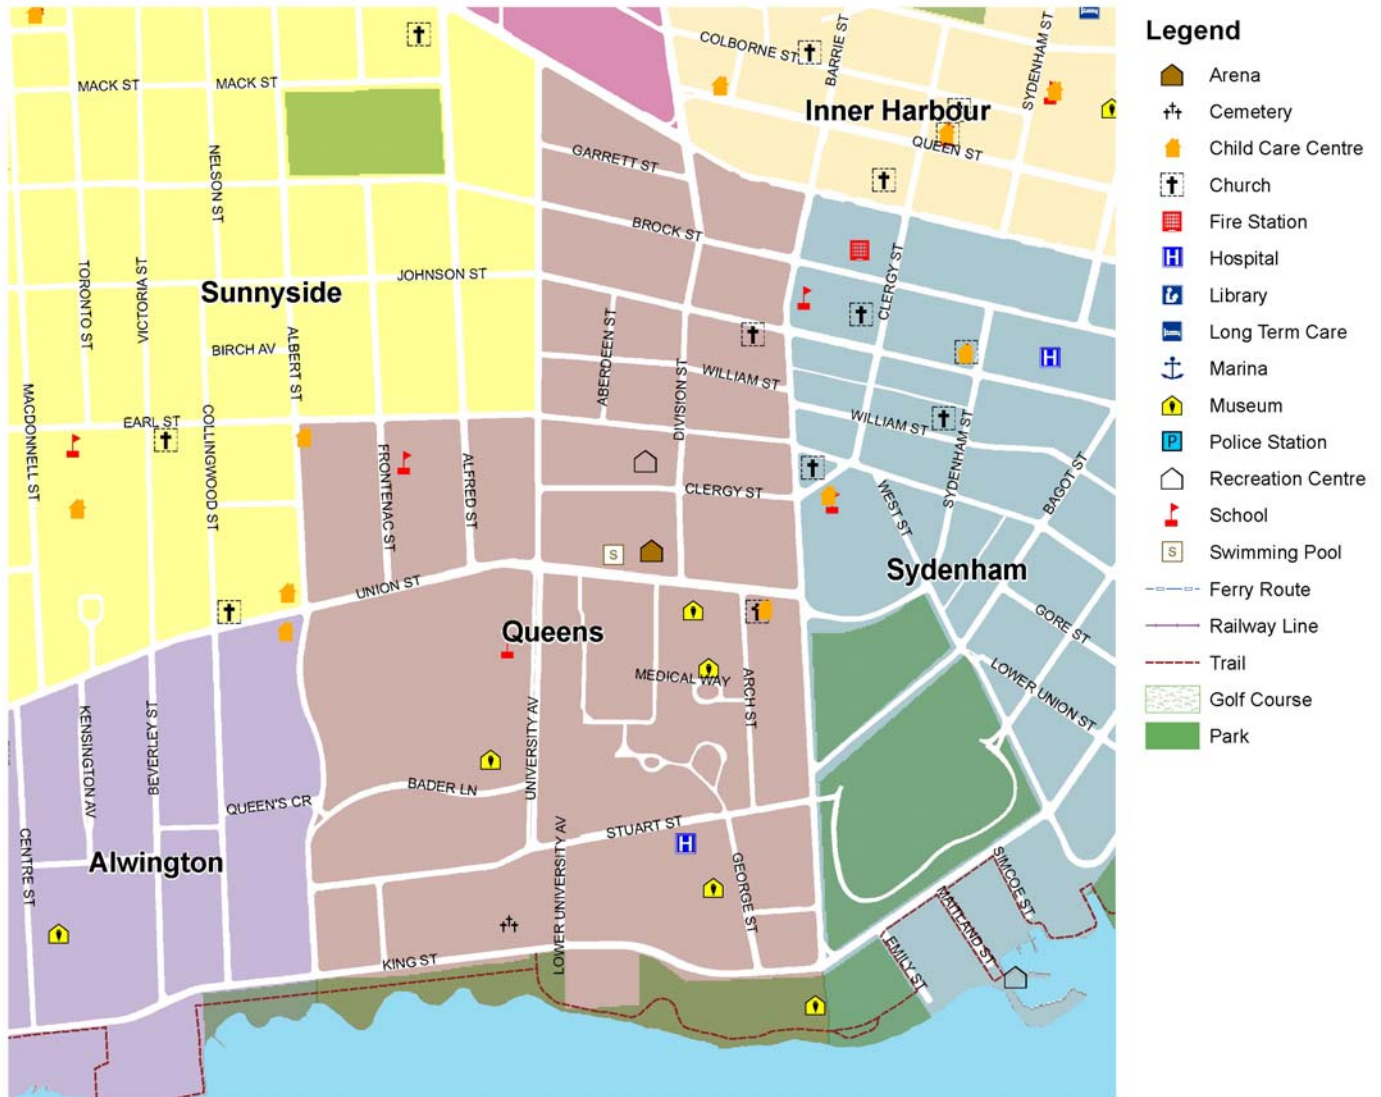 COLBORNE ST
BARRIE ST
SYDENHAM ST
MACK ST
MACK ST
Inner Harbour
QUEEN ST
GARRETT ST
NELSON ST
BROCK ST
TORONTO ST
VICTORIA ST
JOHNSON ST
CLERGY ST
Sunnyside
BIRCH AV
ALBERT ST
ABERDEEN ST
DIVISION ST
WILLIAM ST
MACDONNELL ST
EARL ST
COLLINGWOOD ST
WILLIAM ST
SYDENHAM ST
FRONTENAC ST
ALFRED ST
CLERGY ST
WEST ST
BAGOT ST
S
UNION ST
Sydenham
Queens
GORE ST
MEDICAL WAY
ARCH ST
LOWER UNION ST
KENSINGTON AV
BEVERLEY ST
UNIVERSITY AV
BADER LN
QUEEN'S CR
STUART ST
H
H
Alwington
CENTRE ST
LOWER UNIVERSITY AV
GEORGE ST
SIMCOE ST
MAITLAND ST
EMILY ST
KING ST
Legend
Arena
Cemetery
Child Care Centre
Church
Fire Station
H Hospital
Library
Long Term Care
Marina
Museum
P Police Station
Recreation Centre
School
S Swimming Pool
Ferry Route
Railway Line
Trail
Golf Course
Park